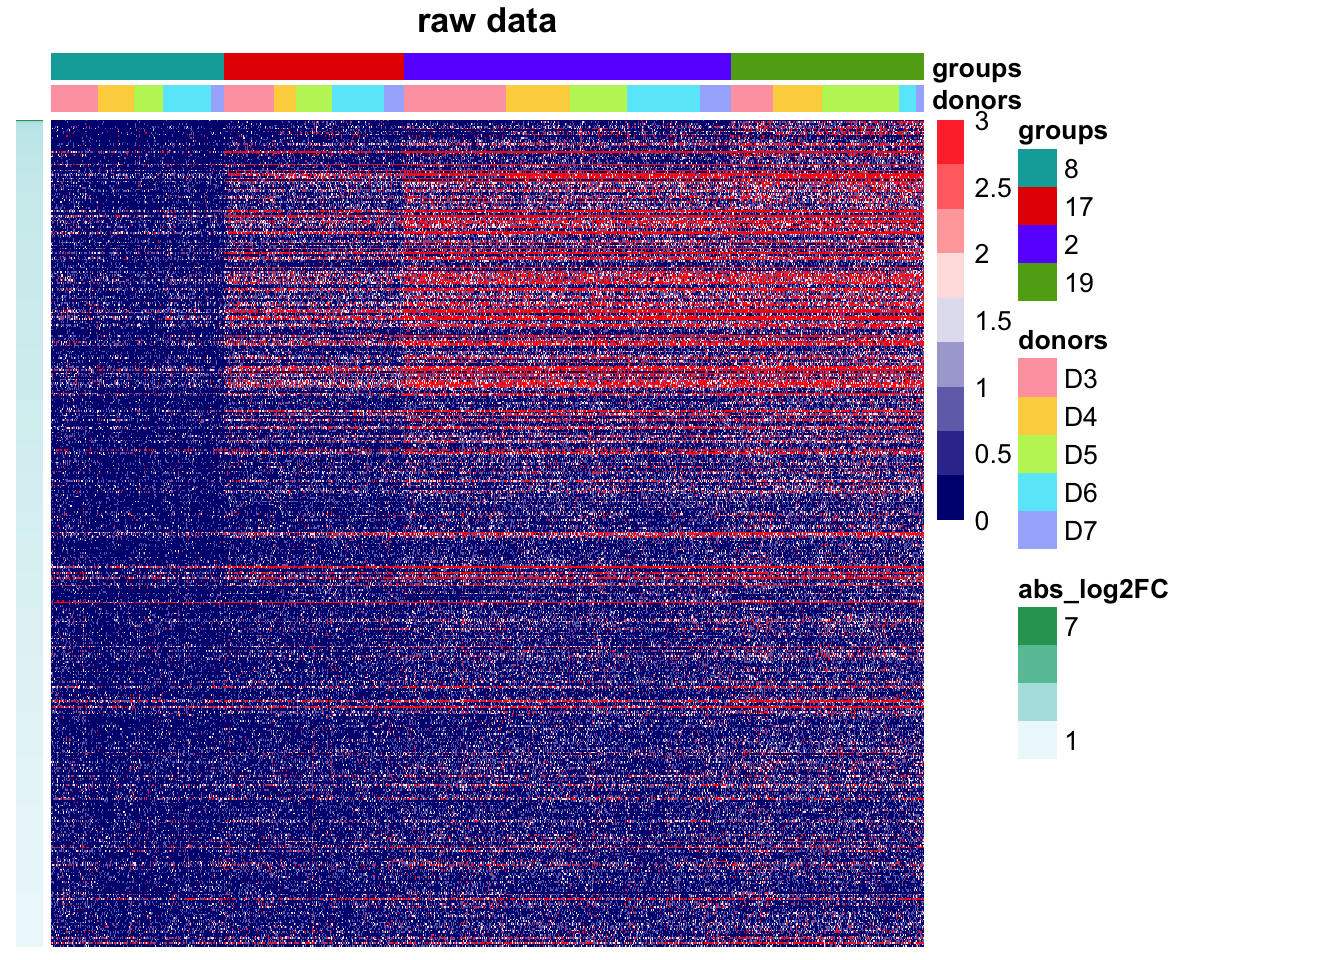 raw data
groups
donors
3
2.5
2
1.5
1
0.5
0
groups
8
17
2
19
donors
D3
D4
D5
D6
D7
abs_log2FC
7
1